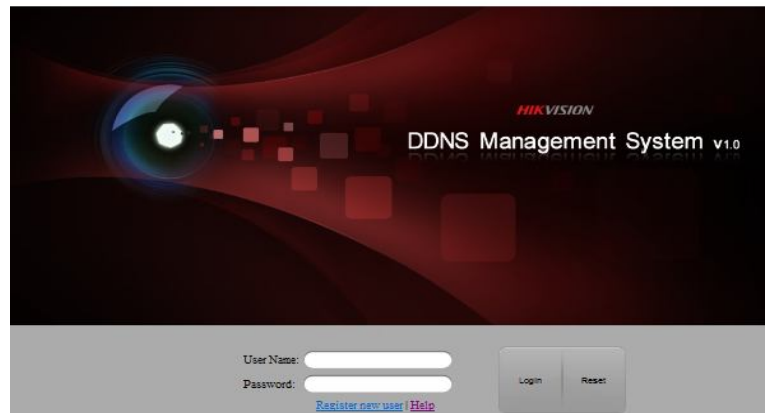 HIKVISION
DDNS Management System V1.0
User Name:
Password:
Login Reset
Register new user | Help